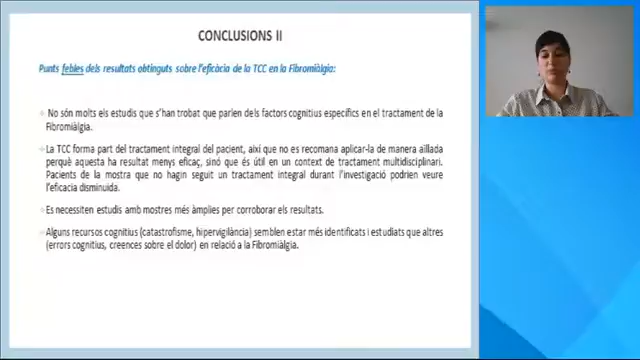 CONCLUSIONS II
Punts febles dels resultats obtinguts sobre l'eficàcia de la TCC en la Fibromiàlgia:
No són molts els estudis que s'han trobat que parlen dels factors cognitius específics en el tractament de la
Fibromiàlgia.
La TCC forma part del tractament integral del pacient, així que no es recomana aplicar-la de manera aïllada
perquè aquesta ha resultat menys eficaç, sinó que és útil en un context de tractament multidisciplinari.
Pacients de la mostra que no hagin seguit un tractament integral durant l'investigació podrien veure
l'eficacia disminuida.
Es necessiten estudis amb mostres més àmplies per corroborar els resultats.
Alguns recursos cognitius (catastrofisme, hipervigilància) semblen estar més identificats i estudiats que altres
(errors cognitius, creences sobre el dolor) en relació a la Fibromiàlgia.